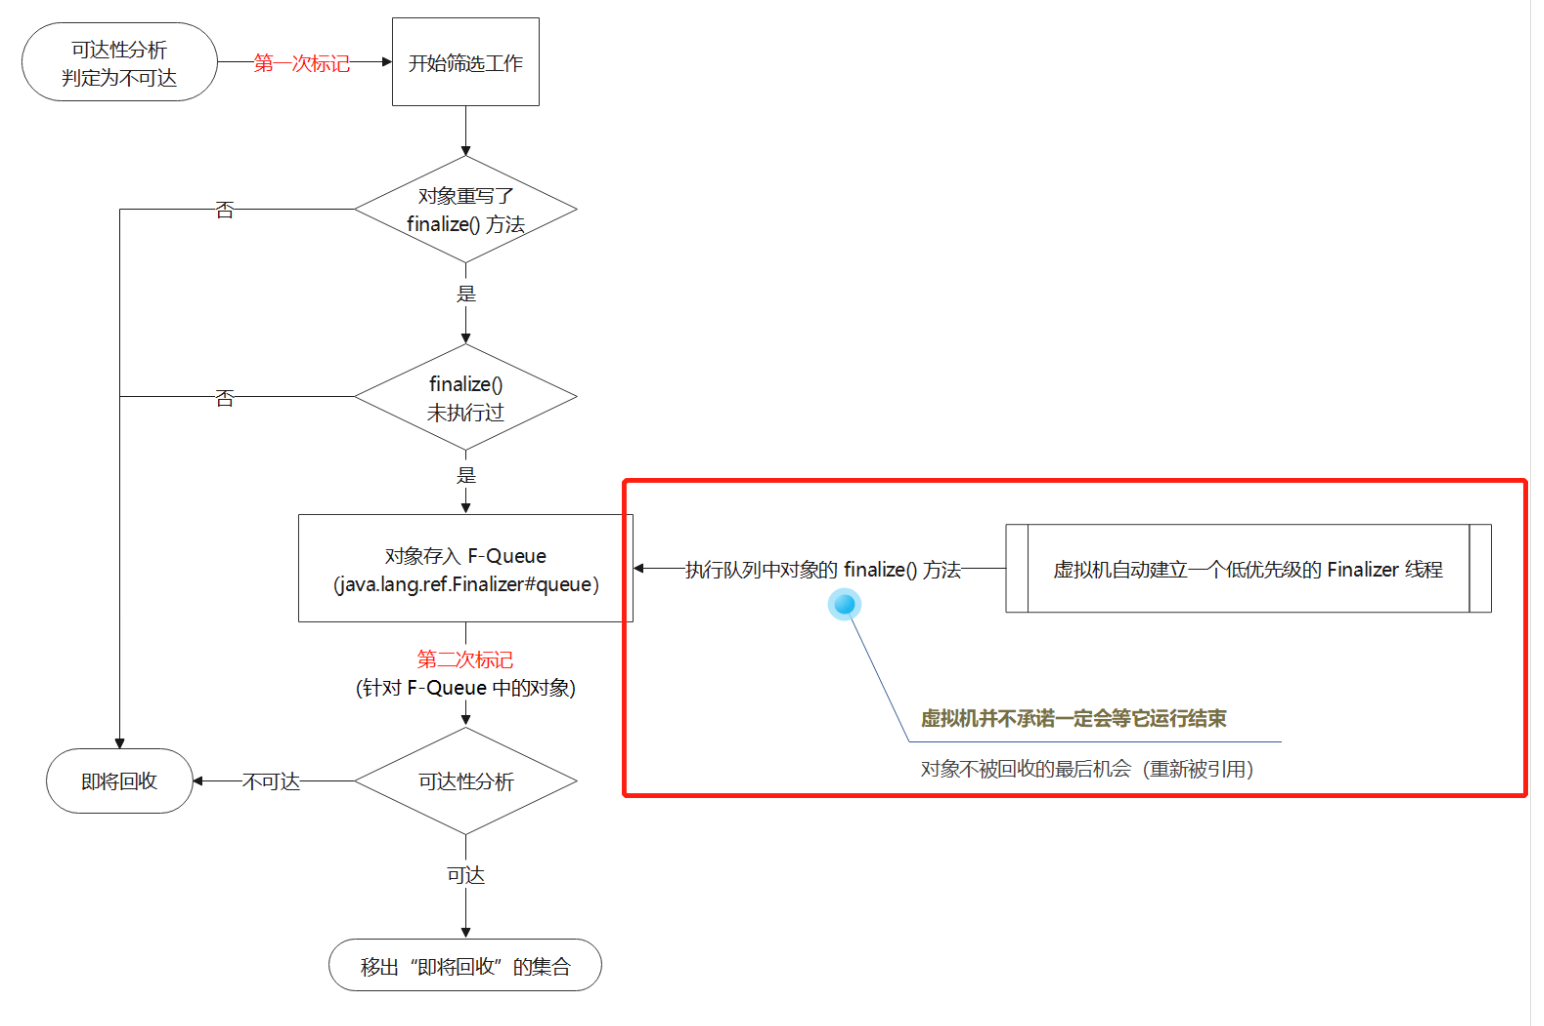 可达性分析
判定为不可达
第一次标记
开始筛选工作
对象重写了
finalize() 方法
否
是
finalize()
未执行过
否
是
对象存入 F-Queue
（java.lang.ref.Finalizer#queue）
执行队列中对象的 finalize() 方法
虚拟机自动建立一个低优先级的 Finalizer 线程
第二次标记
(针对 F-Queue 中的对象)
虚拟机并不承诺一定会等它运行结束
对象不被回收的最后机会（重新被引用）
可达性分析
不可达
即将回收
可达
移出“即将回收”的集合